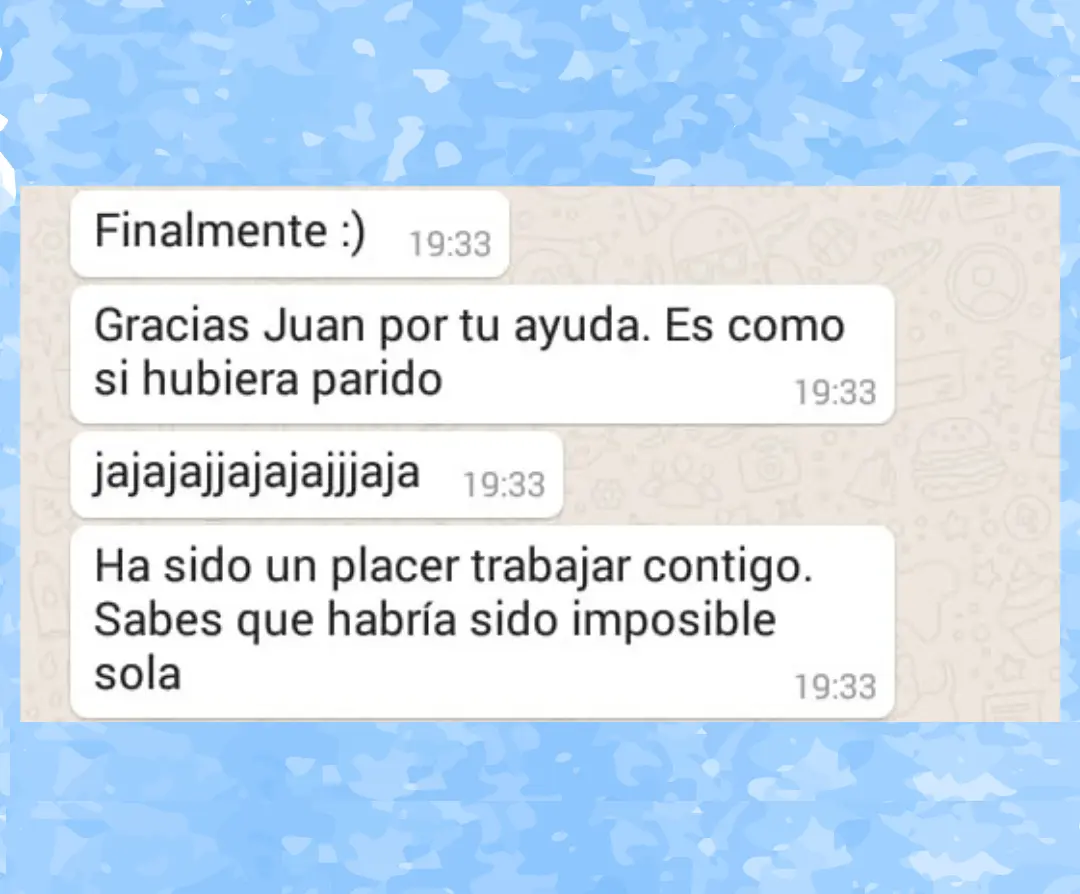 Finalmente :) 19:33
Gracias Juan por tu ayuda. Es como
si hubiera parido 19:33
jajajajjajajajjjaja 19:33
Ha sido un placer trabajar contigo.
Sabes que habría sido imposible
sola 19:33